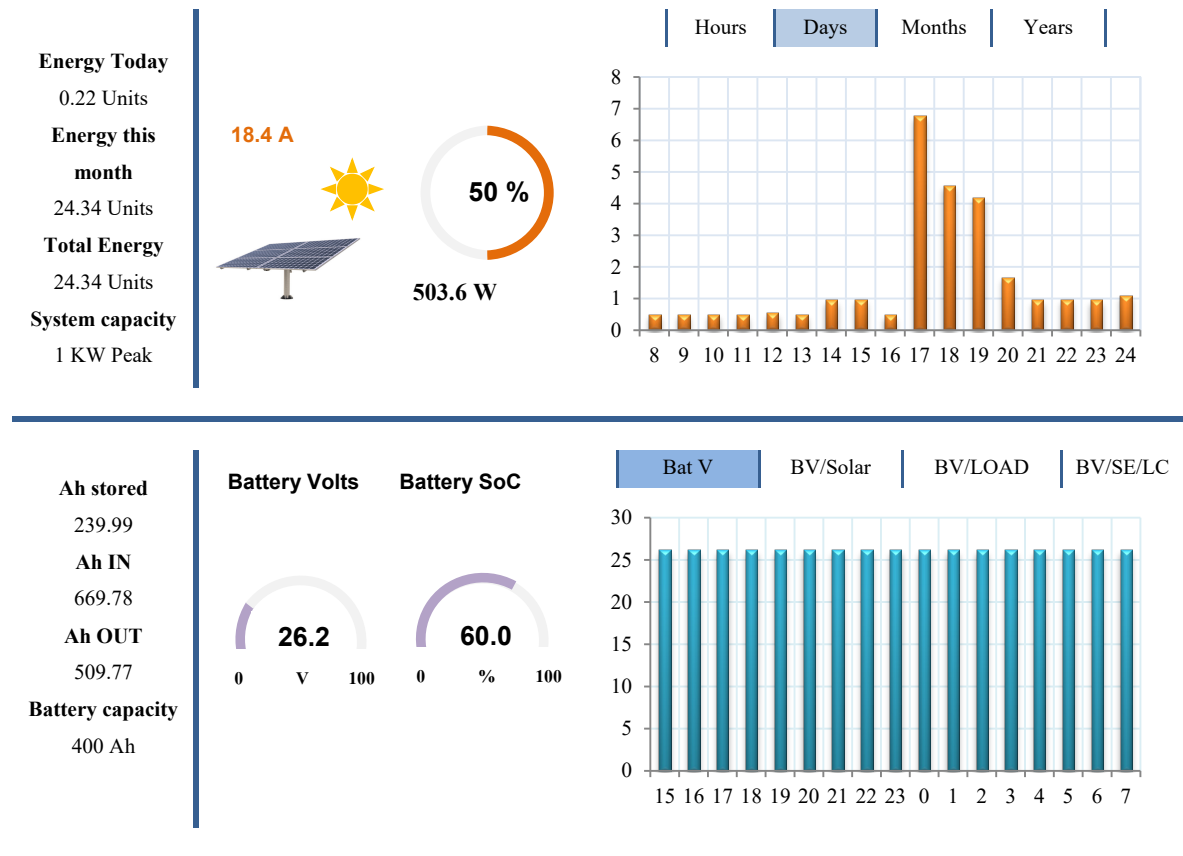 Hours Days Months Years
Energy Today
0.22 Units
Energy this
month
24.34 Units
Total Energy
24.34 Units
System capacity
1 KW Peak
18.4 A
50 %
503.6 W
8
7
6
5
4
3
2
1
0
8 9 10 11 12 13 14 15 16 17 18 19 20 21 22 23 24
Ah stored
239.99
Ah IN
669.78
Ah OUT
509.77
Battery capacity
400 Ah
Battery Volts Battery SoC
26.2
0 V 100
60.0
0 % 100
Bat V BV/Solar BV/LOAD BV/SE/LC
30
25
20
15
10
5
0
15 16 17 18 19 20 21 22 23 0 1 2 3 4 5 6 7